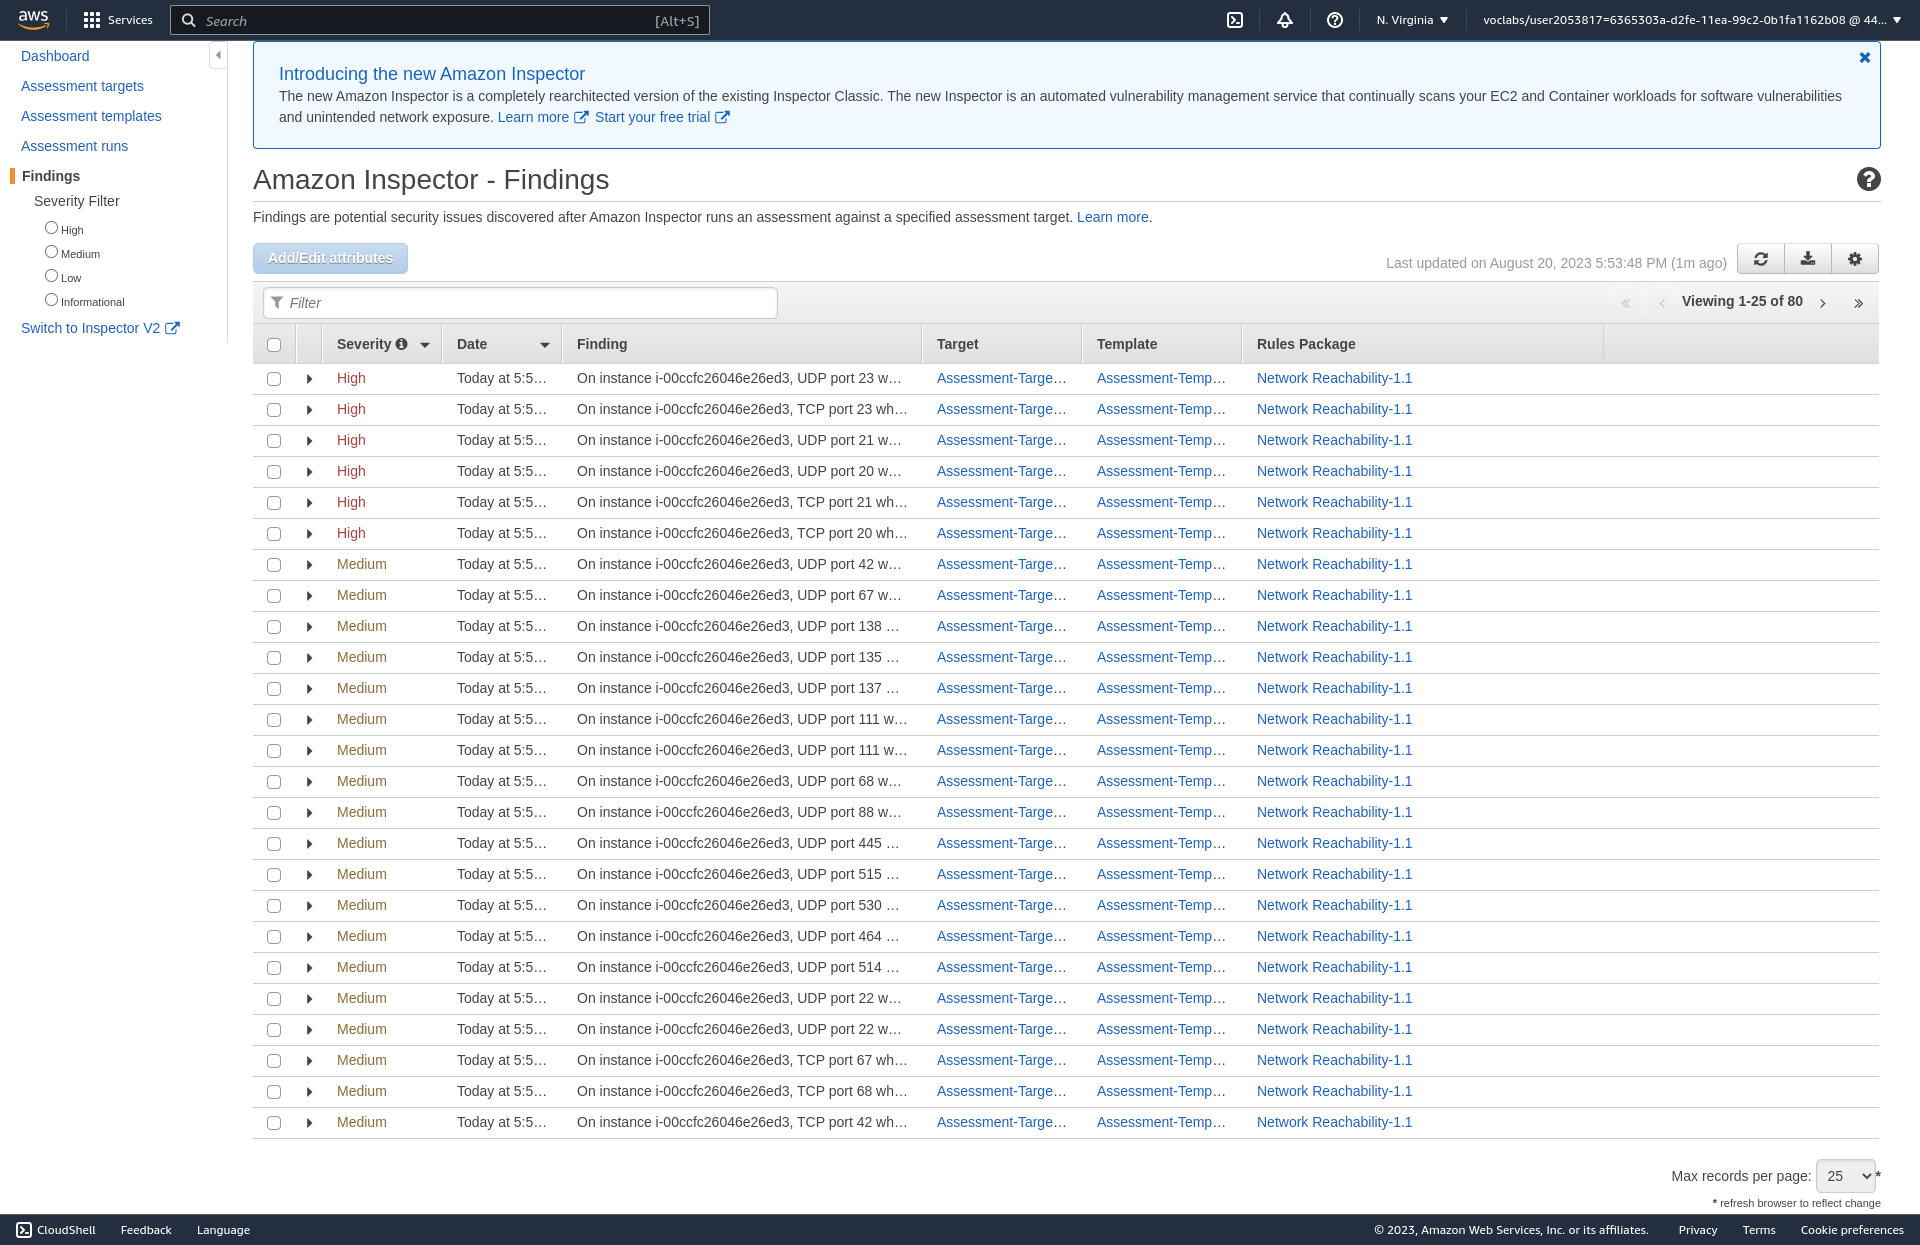 aws Services Search [Alt+S] N. Virginia voclabs/user2053817=6365303a-d2fe-11ea-99c2-0b1fa1162b08 @ 44...
Dashboard
Assessment targets
Assessment templates
Assessment runs
Findings
Severity Filter
High
Medium
Low
Informational
Switch to Inspector V2
Introducing the new Amazon Inspector
The new Amazon Inspector is a completely rearchitected version of the existing Inspector Classic. The new Inspector is an automated vulnerability management service that continually scans your EC2 and Container workloads for software vulnerabilities
and unintended network exposure. Learn more Start your free trial
Amazon Inspector - Findings
Findings are potential security issues discovered after Amazon Inspector runs an assessment against a specified assessment target. Learn more.
Add/Edit attributes Last updated on August 20, 2023 5:53:48 PM (1m ago)
Filter « ‹ Viewing 1-25 of 80 › »
Severity Date Finding Target Template Rules Package
High Today at 5:5… On instance i-00ccfc26046e26ed3, UDP port 23 w… Assessment-Targe… Assessment-Temp… Network Reachability-1.1
High Today at 5:5… On instance i-00ccfc26046e26ed3, TCP port 23 wh… Assessment-Targe… Assessment-Temp… Network Reachability-1.1
High Today at 5:5… On instance i-00ccfc26046e26ed3, UDP port 21 w… Assessment-Targe… Assessment-Temp… Network Reachability-1.1
High Today at 5:5… On instance i-00ccfc26046e26ed3, UDP port 20 w… Assessment-Targe… Assessment-Temp… Network Reachability-1.1
High Today at 5:5… On instance i-00ccfc26046e26ed3, TCP port 21 wh… Assessment-Targe… Assessment-Temp… Network Reachability-1.1
High Today at 5:5… On instance i-00ccfc26046e26ed3, TCP port 20 wh… Assessment-Targe… Assessment-Temp… Network Reachability-1.1
Medium Today at 5:5… On instance i-00ccfc26046e26ed3, UDP port 42 w… Assessment-Targe… Assessment-Temp… Network Reachability-1.1
Medium Today at 5:5… On instance i-00ccfc26046e26ed3, UDP port 67 w… Assessment-Targe… Assessment-Temp… Network Reachability-1.1
Medium Today at 5:5… On instance i-00ccfc26046e26ed3, UDP port 138 … Assessment-Targe… Assessment-Temp… Network Reachability-1.1
Medium Today at 5:5… On instance i-00ccfc26046e26ed3, UDP port 135 … Assessment-Targe… Assessment-Temp… Network Reachability-1.1
Medium Today at 5:5… On instance i-00ccfc26046e26ed3, UDP port 137 … Assessment-Targe… Assessment-Temp… Network Reachability-1.1
Medium Today at 5:5… On instance i-00ccfc26046e26ed3, UDP port 111 w… Assessment-Targe… Assessment-Temp… Network Reachability-1.1
Medium Today at 5:5… On instance i-00ccfc26046e26ed3, UDP port 111 w… Assessment-Targe… Assessment-Temp… Network Reachability-1.1
Medium Today at 5:5… On instance i-00ccfc26046e26ed3, UDP port 68 w… Assessment-Targe… Assessment-Temp… Network Reachability-1.1
Medium Today at 5:5… On instance i-00ccfc26046e26ed3, UDP port 88 w… Assessment-Targe… Assessment-Temp… Network Reachability-1.1
Medium Today at 5:5… On instance i-00ccfc26046e26ed3, UDP port 445 … Assessment-Targe… Assessment-Temp… Network Reachability-1.1
Medium Today at 5:5… On instance i-00ccfc26046e26ed3, UDP port 515 … Assessment-Targe… Assessment-Temp… Network Reachability-1.1
Medium Today at 5:5… On instance i-00ccfc26046e26ed3, UDP port 530 … Assessment-Targe… Assessment-Temp… Network Reachability-1.1
Medium Today at 5:5… On instance i-00ccfc26046e26ed3, UDP port 464 … Assessment-Targe… Assessment-Temp… Network Reachability-1.1
Medium Today at 5:5… On instance i-00ccfc26046e26ed3, UDP port 514 … Assessment-Targe… Assessment-Temp… Network Reachability-1.1
Medium Today at 5:5… On instance i-00ccfc26046e26ed3, UDP port 22 w… Assessment-Targe… Assessment-Temp… Network Reachability-1.1
Medium Today at 5:5… On instance i-00ccfc26046e26ed3, UDP port 22 w… Assessment-Targe… Assessment-Temp… Network Reachability-1.1
Medium Today at 5:5… On instance i-00ccfc26046e26ed3, TCP port 67 wh… Assessment-Targe… Assessment-Temp… Network Reachability-1.1
Medium Today at 5:5… On instance i-00ccfc26046e26ed3, TCP port 68 wh… Assessment-Targe… Assessment-Temp… Network Reachability-1.1
Medium Today at 5:5… On instance i-00ccfc26046e26ed3, TCP port 42 wh… Assessment-Targe… Assessment-Temp… Network Reachability-1.1
Max records per page: 25 *
* refresh browser to reflect change
CloudShell Feedback Language © 2023, Amazon Web Services, Inc. or its affiliates. Privacy Terms Cookie preferences